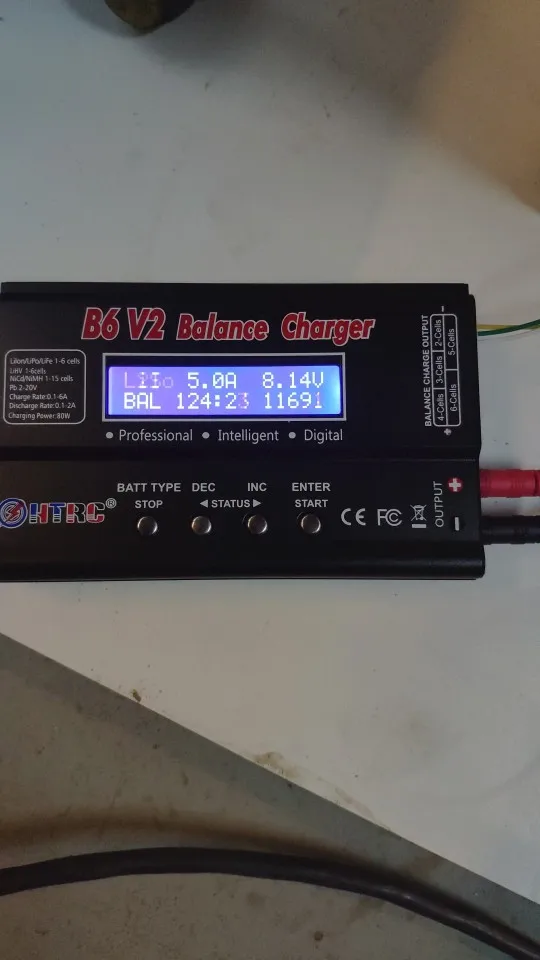 B6 V2 Balance Charger
LiIon/LiPo/LiFe 1-6 cells
LiHV 1-6cells
NiCd/NiMH 1-15 cells
Pb 2-20V
Charge Rate:0.1-6A
Discharge Rate:0.1-2A
Charging Power:80W
5.0A 8.14V
BAL 124:23 11691
• Professional • Intelligent • Digital
BALANCE CHARGE OUTPUT
2-Cells
3-Cells
4-Cells
5-Cells
6-Cells
- +
HTRC®
BATT TYPE DEC INC ENTER
STOP ◄STATUS► START
CE FC
OUTPUT
+ -